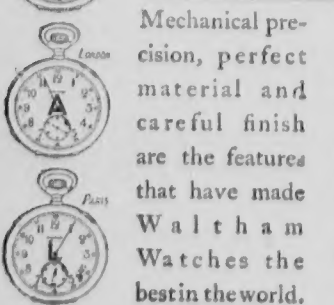 Mechanical pre-
cision, perfect
material and
careful finish
are the features
that have made
Waltham
Watches the
best in the world.
London
A
Paris
L